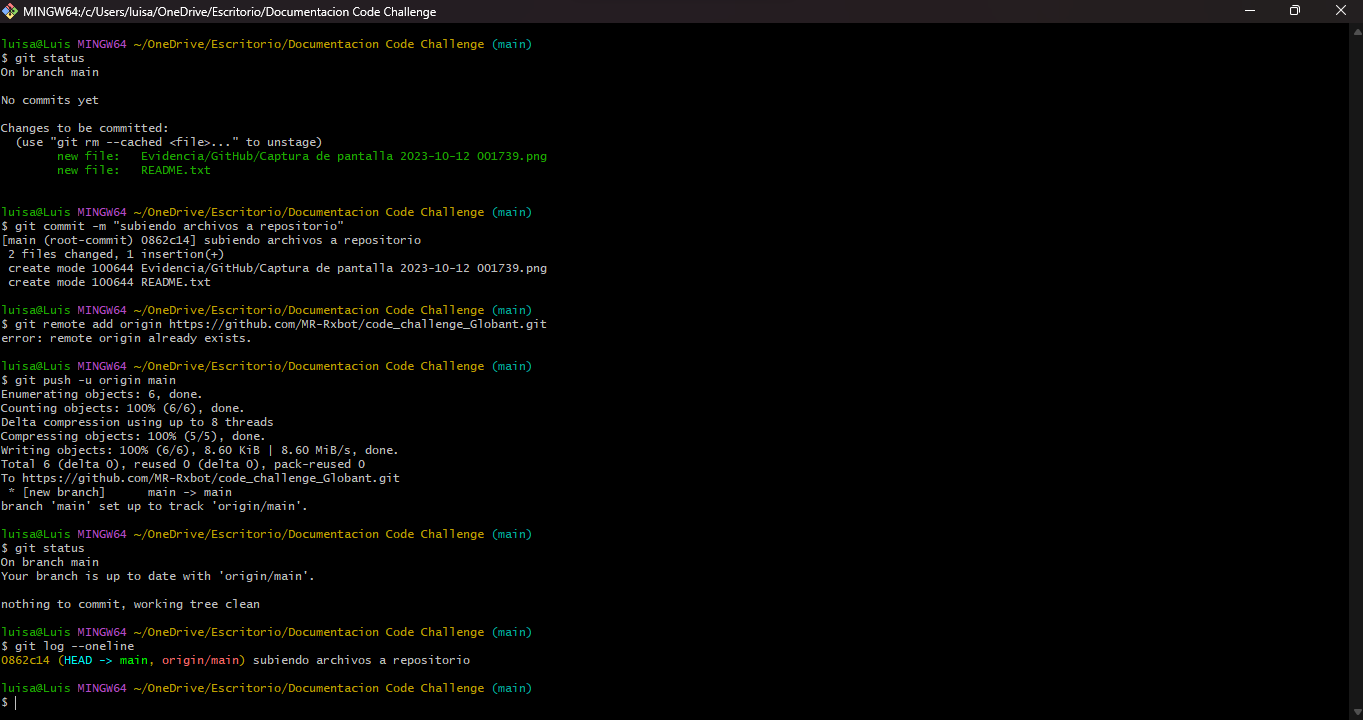 MINGW64:/c/Users/luisa/OneDrive/Escritorio/Documentacion Code Challenge
luisa@Luis MINGW64 ~/OneDrive/Escritorio/Documentacion Code Challenge (main)
$ git status
On branch main
No commits yet
Changes to be committed:
(use "git rm --cached <file>..." to unstage)
new file: Evidencia/GitHub/Captura de pantalla 2023-10-12 001739.png
new file: README.txt
luisa@Luis MINGW64 ~/OneDrive/Escritorio/Documentacion Code Challenge (main)
$ git commit -m "subiendo archivos a repositorio"
[main (root-commit) 0862c14] subiendo archivos a repositorio
2 files changed, 1 insertion(+)
create mode 100644 Evidencia/GitHub/Captura de pantalla 2023-10-12 001739.png
create mode 100644 README.txt
luisa@Luis MINGW64 ~/OneDrive/Escritorio/Documentacion Code Challenge (main)
$ git remote add origin https://github.com/MR-Rxbot/code_challenge_Globant.git
error: remote origin already exists.
luisa@Luis MINGW64 ~/OneDrive/Escritorio/Documentacion Code Challenge (main)
$ git push -u origin main
Enumerating objects: 6, done.
Counting objects: 100% (6/6), done.
Delta compression using up to 8 threads
Compressing objects: 100% (5/5), done.
Writing objects: 100% (6/6), 8.60 KiB | 8.60 MiB/s, done.
Total 6 (delta 0), reused 0 (delta 0), pack-reused 0
To https://github.com/MR-Rxbot/code_challenge_Globant.git
* [new branch] main -> main
branch 'main' set up to track 'origin/main'.
luisa@Luis MINGW64 ~/OneDrive/Escritorio/Documentacion Code Challenge (main)
$ git status
On branch main
Your branch is up to date with 'origin/main'.
nothing to commit, working tree clean
luisa@Luis MINGW64 ~/OneDrive/Escritorio/Documentacion Code Challenge (main)
$ git log --oneline
0862c14 (HEAD -> main, origin/main) subiendo archivos a repositorio
luisa@Luis MINGW64 ~/OneDrive/Escritorio/Documentacion Code Challenge (main)
$